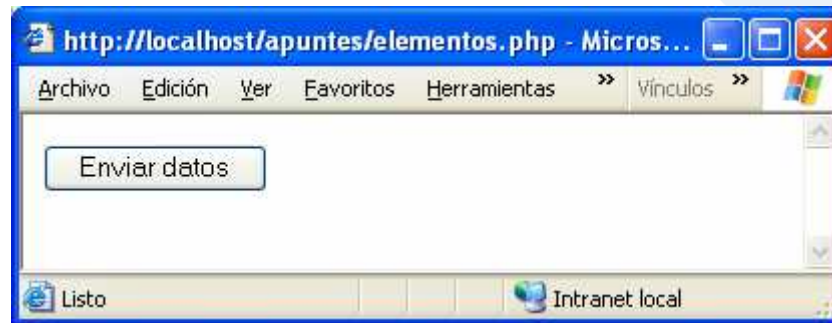 http://localhost/apuntes/elementos.php - Micros...
Archivo Edición Ver Favoritos Herramientas » Vínculos »
Enviar datos
Listo Intranet local